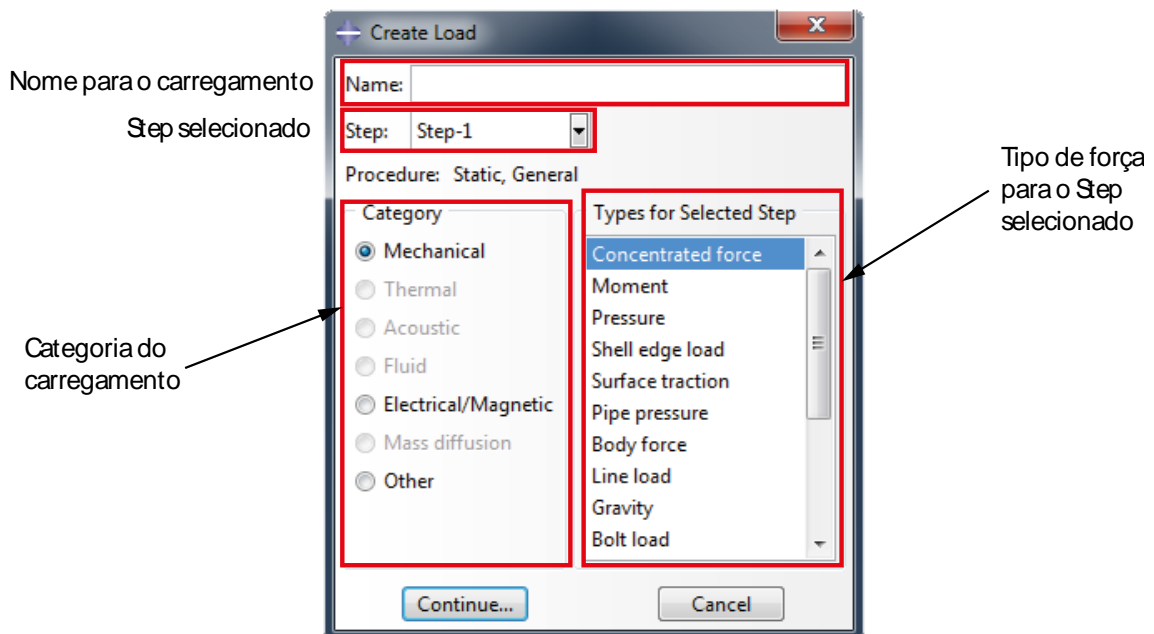 Create Load
Nome para o carregamento
Name:
Step selecionado
Step: Step-1
Procedure: Static, General
Tipo de força
para o Step
selecionado
Category
Mechanical
Thermal
Acoustic
Fluid
Electrical/Magnetic
Mass diffusion
Other
Categoria do
carregamento
Types for Selected Step
Concentrated force
Moment
Pressure
Shell edge load
Surface traction
Pipe pressure
Body force
Line load
Gravity
Bolt load
Continue...
Cancel